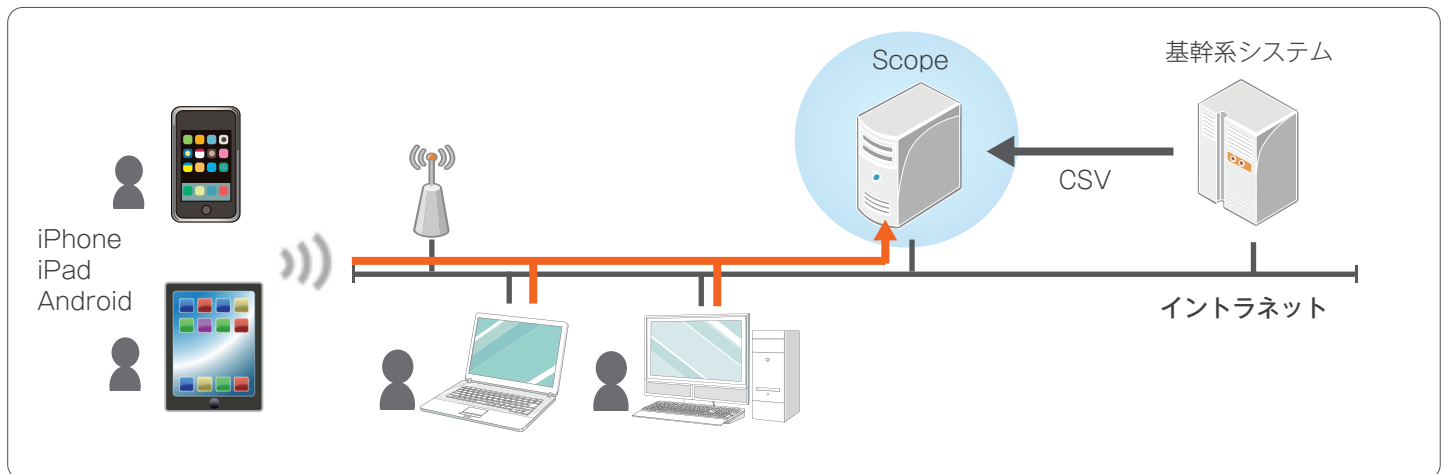 Scope
基幹系システム
CSV
iPhone
iPad
Android
イントラネット